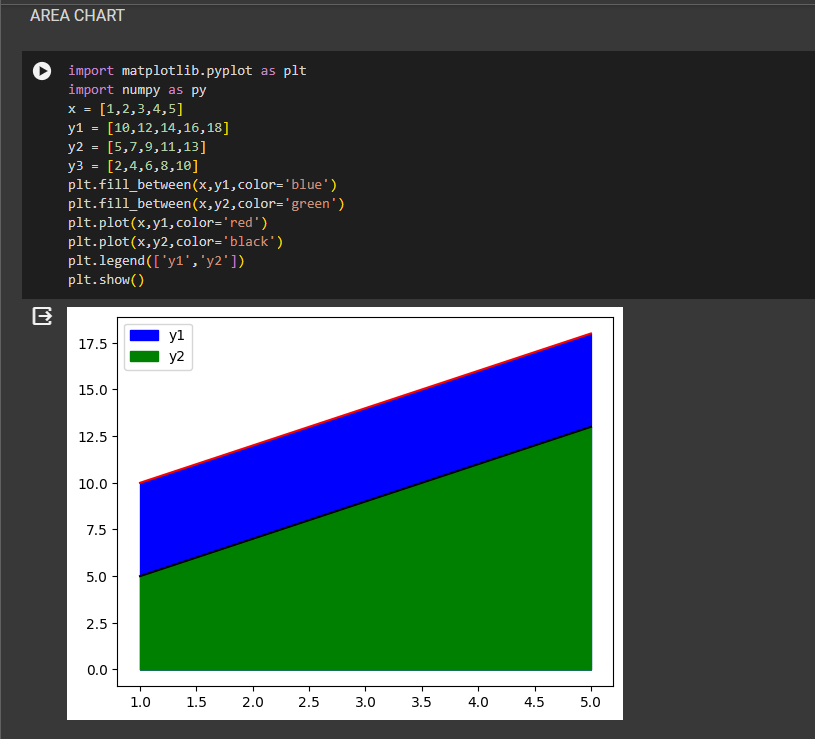 AREA CHART
import matplotlib.pyplot as plt
import numpy as py
x = [1,2,3,4,5]
y1 = [10,12,14,16,18]
y2 = [5,7,9,11,13]
y3 = [2,4,6,8,10]
plt.fill_between(x,y1,color='blue')
plt.fill_between(x,y2,color='green')
plt.plot(x,y1,color='red')
plt.plot(x,y2,color='black')
plt.legend(['y1','y2'])
plt.show()
y1
y2
17.5
15.0
12.5
10.0
7.5
5.0
2.5
0.0
1.0 1.5 2.0 2.5 3.0 3.5 4.0 4.5 5.0